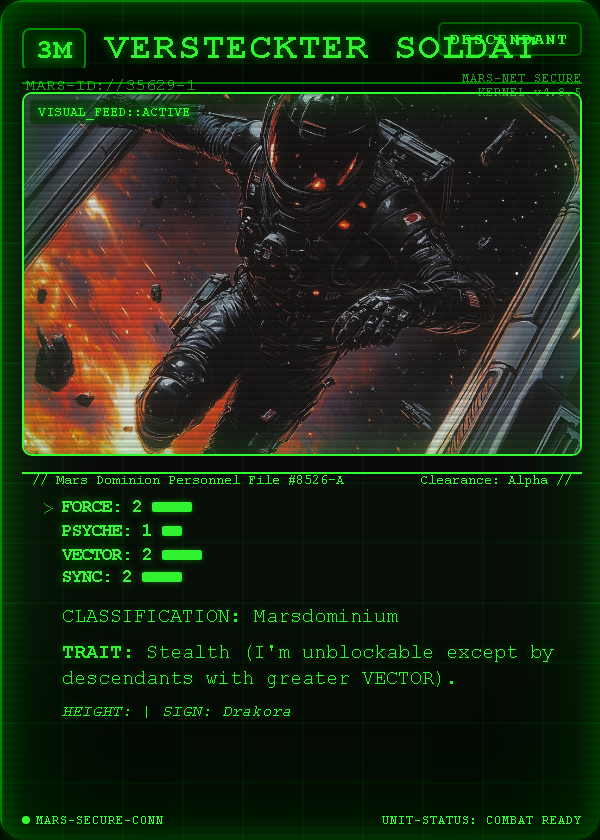 3M VERSTECKTER SOLDAT
DESCENDANT
MARS-ID://35629-1
MARS-NET SECURE
KERNEL v4.8.5
VISUAL_FEED::ACTIVE
// Mars Dominion Personnel File #8526-A Clearance: Alpha //
> FORCE: 2
PSYCHE: 1
VECTOR: 2
SYNC: 2
CLASSIFICATION: Marsdominium
TRAIT: Stealth (I'm unblockable except by
descendants with greater VECTOR).
HEIGHT: | SIGN: Drakora
MARS-SECURE-CONN UNIT-STATUS: COMBAT READY